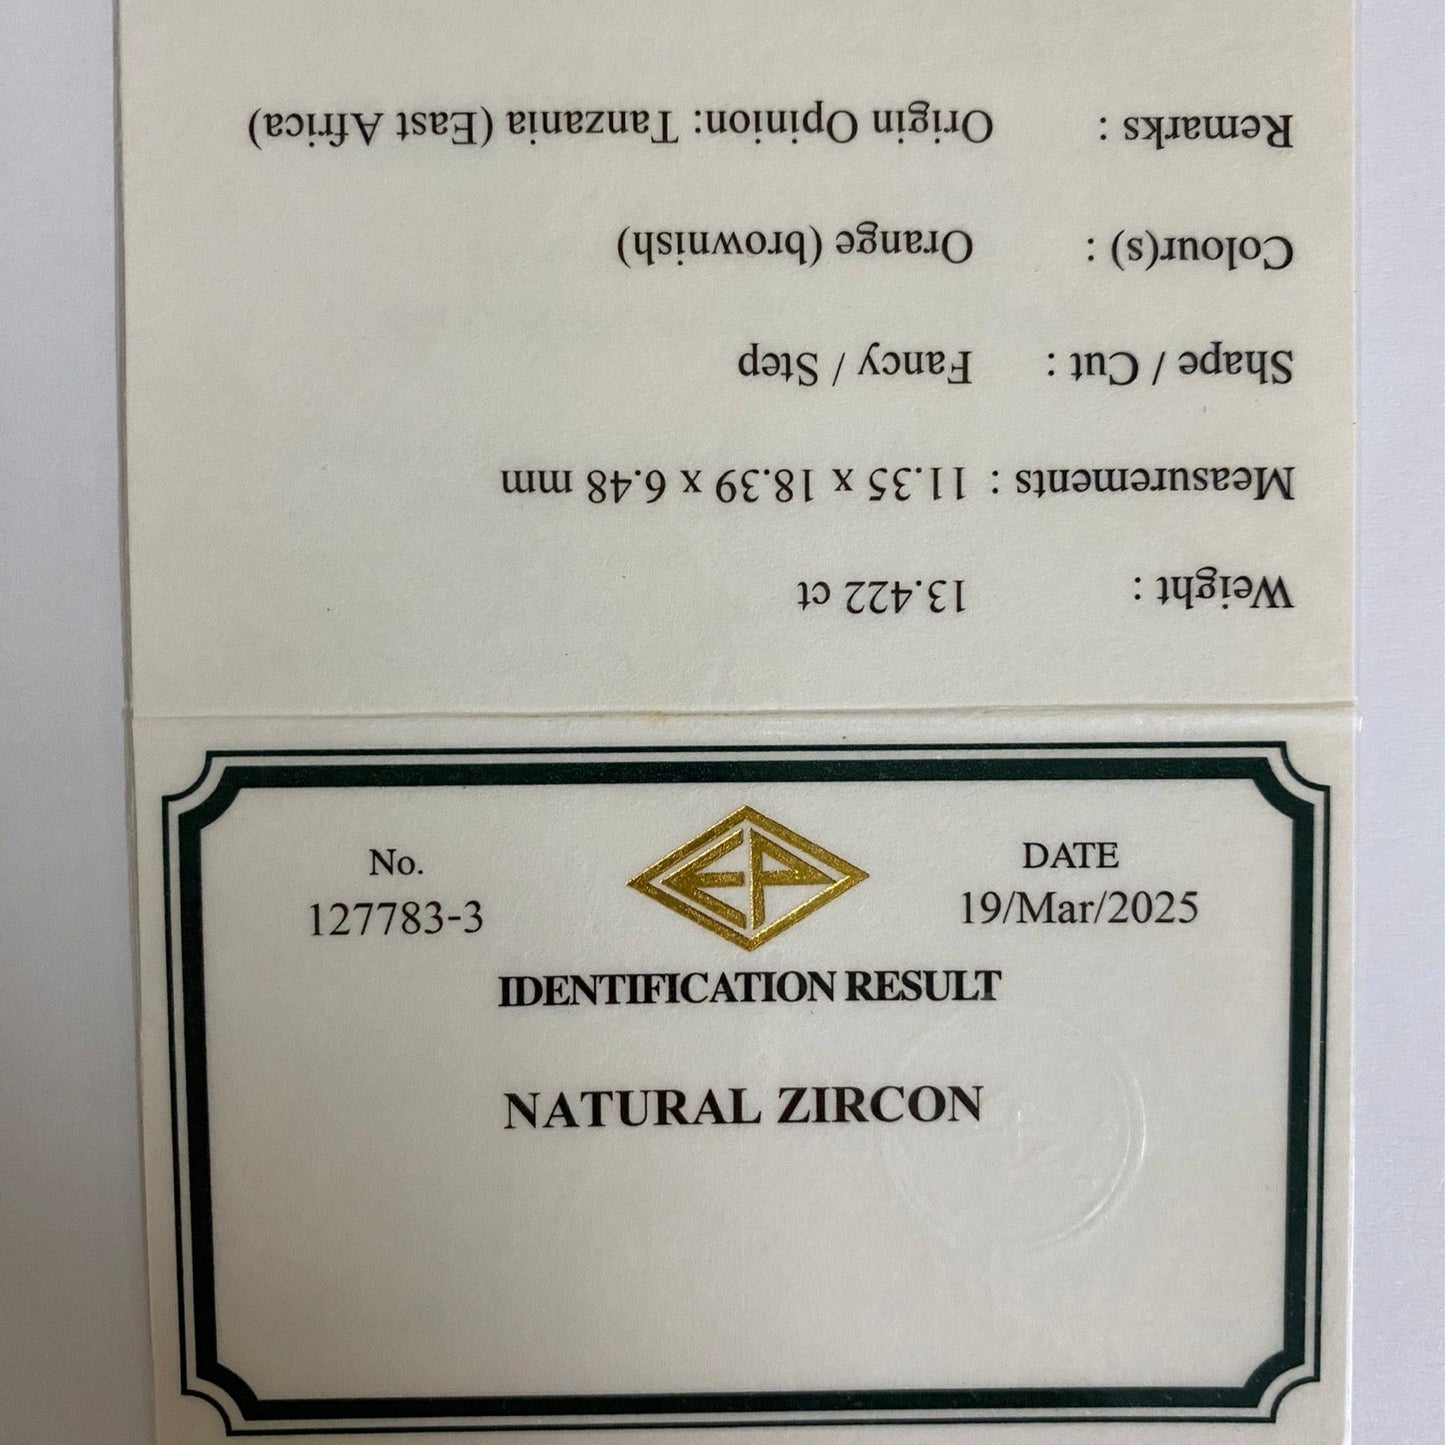 Weight : 13.422 ct
Measurements : 11.35 x 18.39 x 6.48 mm
Shape / Cut : Fancy / Step
Colour(s) : Orange (brownish)
Remarks : Origin Opinion: Tanzania (East Africa)
EP
No. DATE
127783-3 19/Mar/2025
IDENTIFICATION RESULT
NATURAL ZIRCON